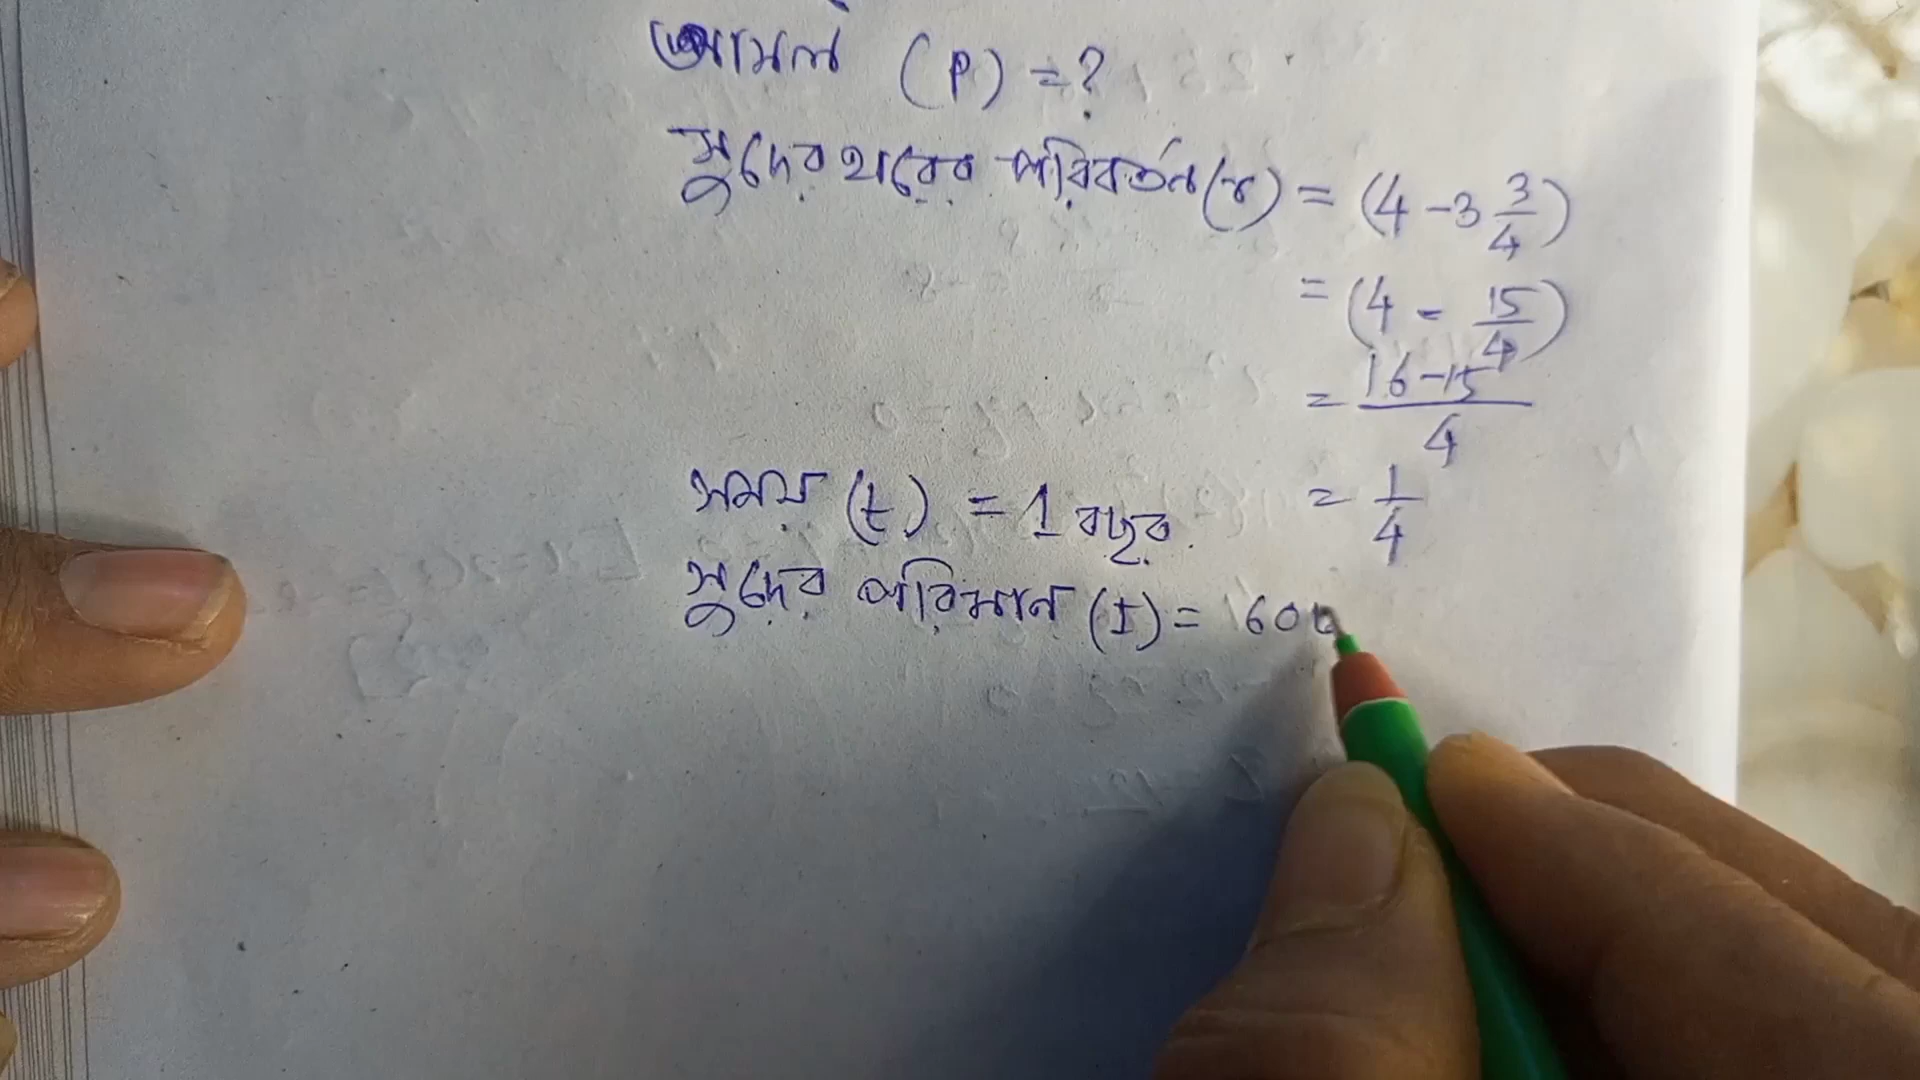 আসল (P) = ?
সুদের হারের পরিবর্তন (r) = (4 - 3 3/4)
= (4 - 15/4)
= 16-15/4
= 1/4
সময় (t) = 1 বছর
সুদের পরিমান (I) = 60